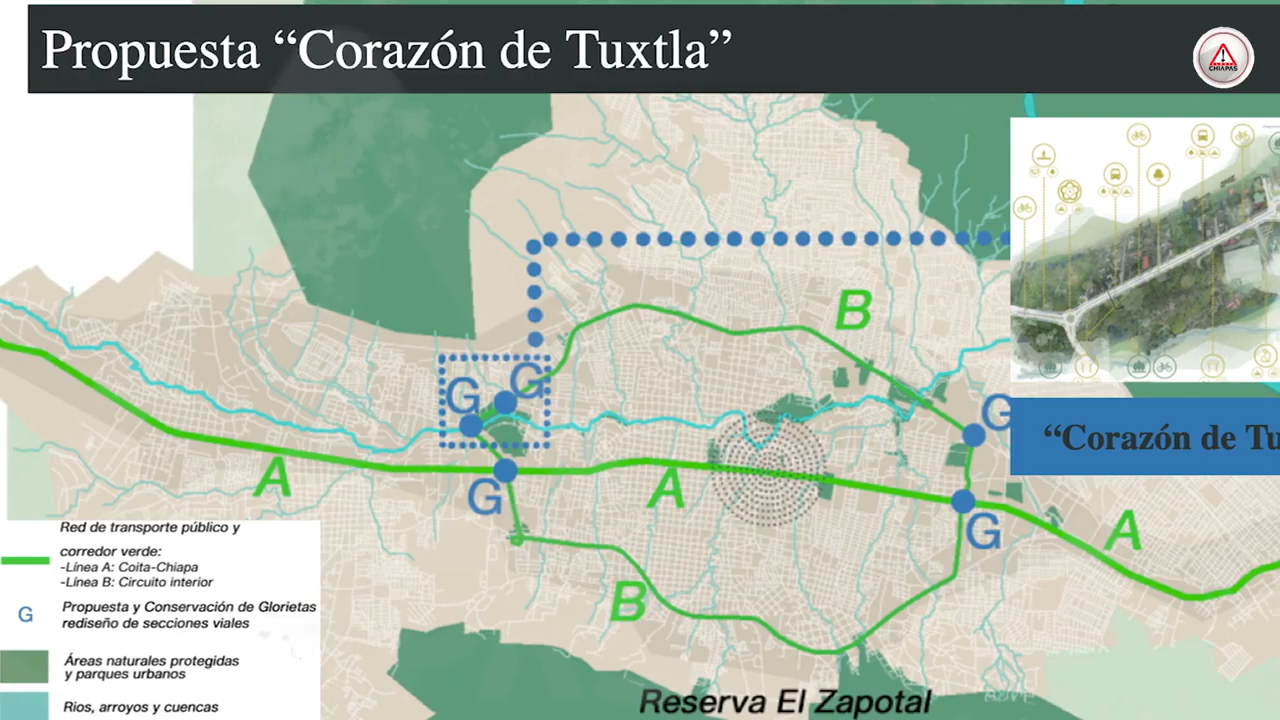 Propuesta “Corazón de Tuxtla”
CHIAPAS
B
G
G
G
“Corazón de Tu
A
G
A
G
A
B
Red de transporte público y
corredor verde:
-Línea A: Coita-Chiapa
-Línea B: Circuito interior
G
Propuesta y Conservación de Glorietas
rediseño de secciones viales
Áreas naturales protegidas
y parques urbanos
Rios, arroyos y cuencas
Reserva El Zapotal